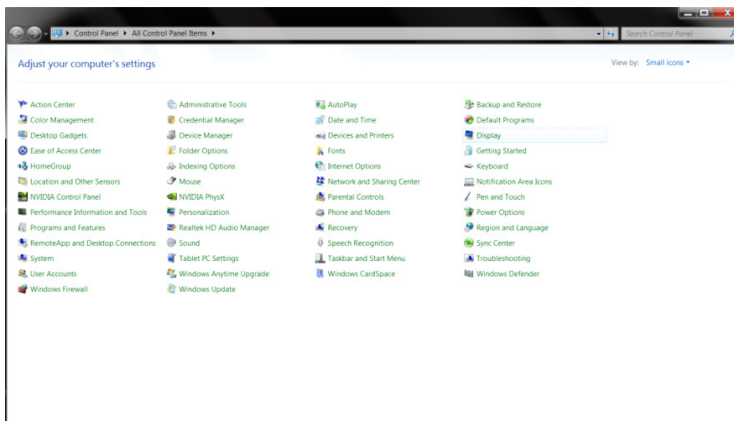 Control Panel ▸ All Control Panel Items ▸
Search Control Panel
Adjust your computer's settings
View by: Small icons
Action Center
Administrative Tools
AutoPlay
Backup and Restore
Color Management
Credential Manager
Date and Time
Default Programs
Desktop Gadgets
Device Manager
Devices and Printers
Display
Ease of Access Center
Folder Options
Fonts
Getting Started
HomeGroup
Indexing Options
Internet Options
Keyboard
Location and Other Sensors
Mouse
Network and Sharing Center
Notification Area Icons
NVIDIA Control Panel
NVIDIA PhysX
Parental Controls
Pen and Touch
Performance Information and Tools
Personalization
Phone and Modem
Power Options
Programs and Features
Realtek HD Audio Manager
Recovery
Region and Language
RemoteApp and Desktop Connections
Sound
Speech Recognition
Sync Center
System
Tablet PC Settings
Taskbar and Start Menu
Troubleshooting
User Accounts
Windows Anytime Upgrade
Windows CardSpace
Windows Defender
Windows Firewall
Windows Update